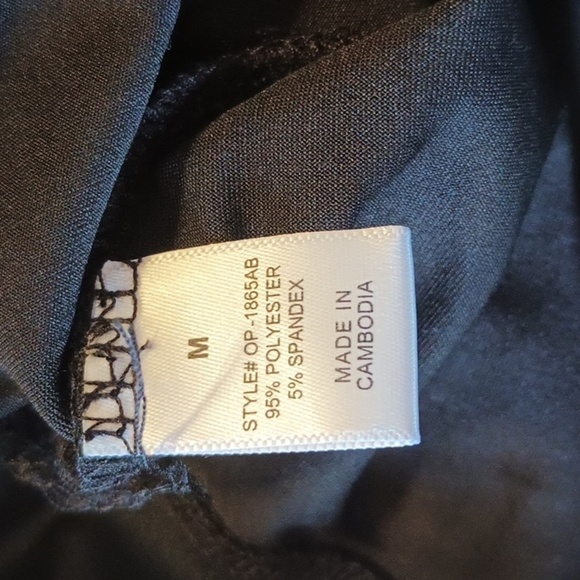 M
STYLE# OP-1865AB
95% POLYESTER
5% SPANDEX
MADE IN
CAMBODIA